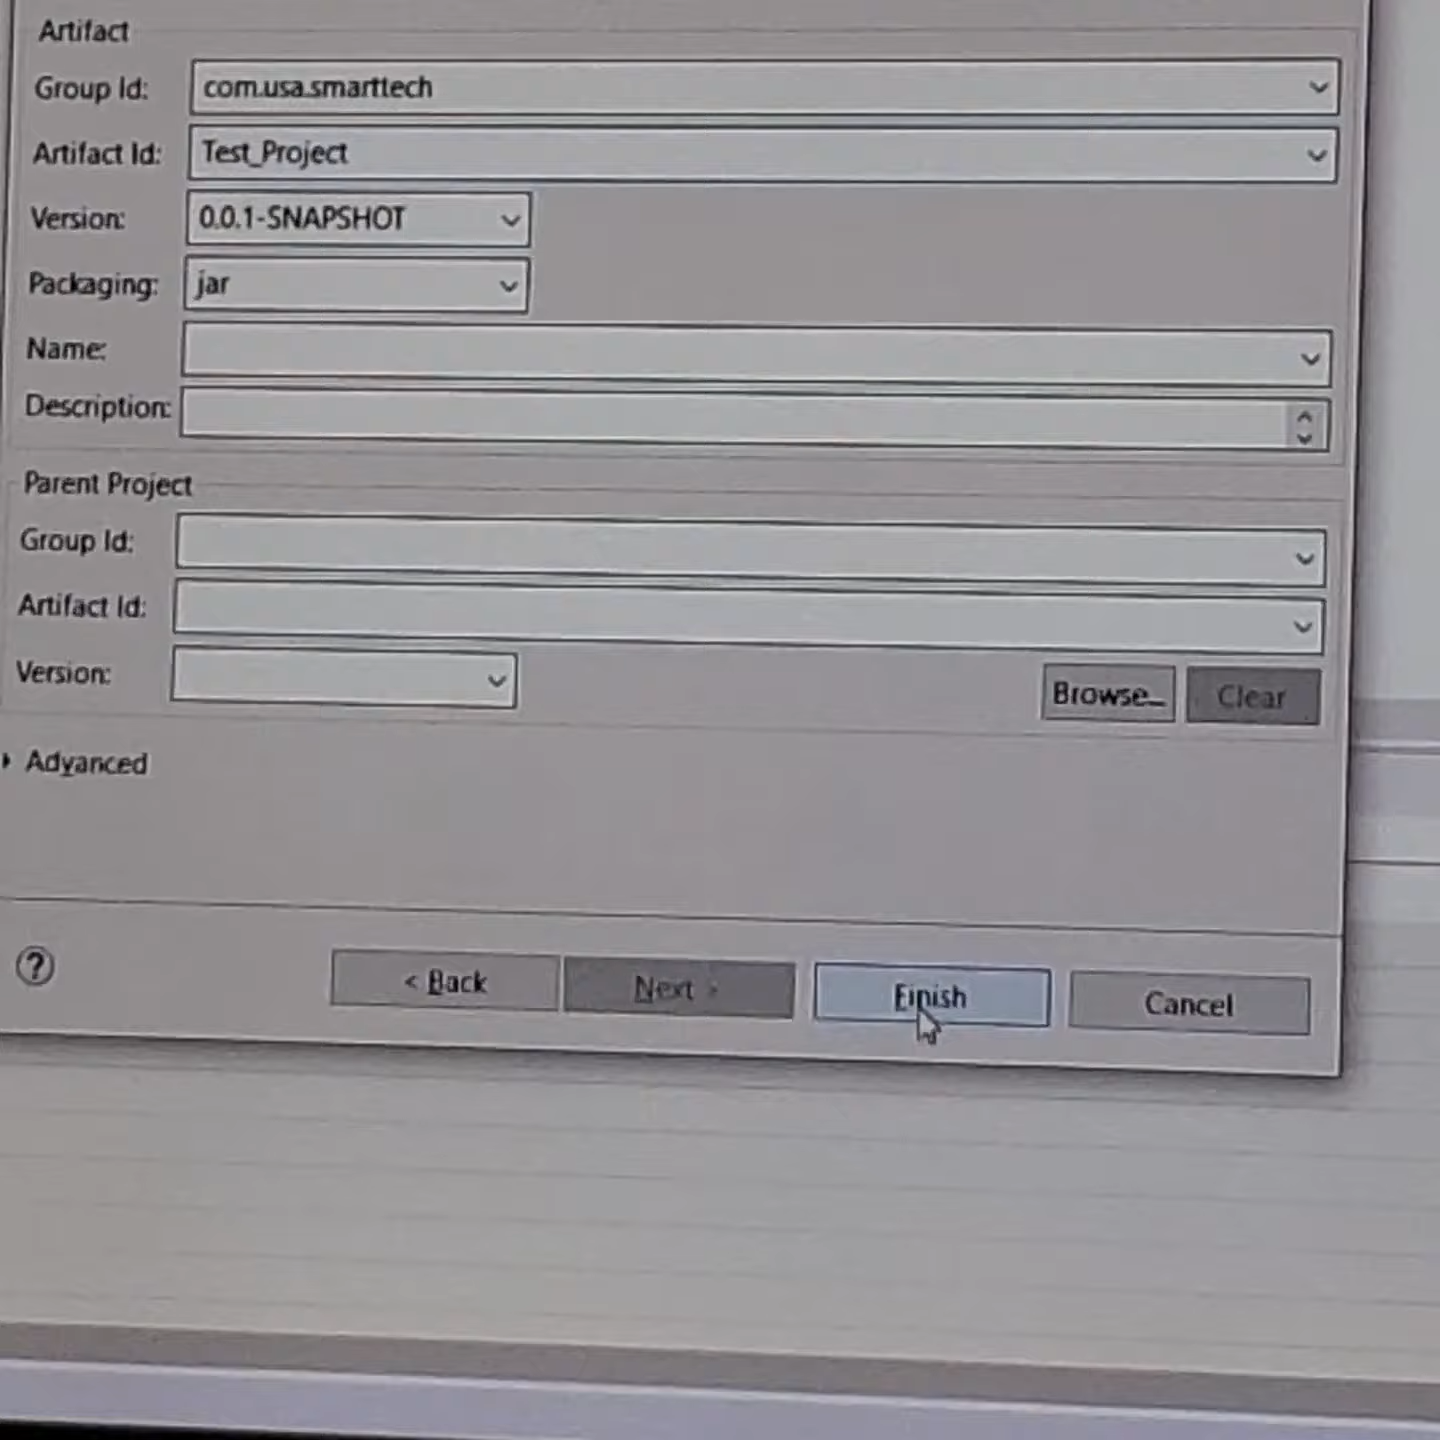 Artifact
Group Id: com.usa.smarttech
Artifact Id: Test_Project
Version: 0.0.1-SNAPSHOT
Packaging: jar
Name:
Description:
Parent Project
Group Id:
Artifact Id:
Version:
Browse... Clear
Advanced
? < Back Next > Finish Cancel